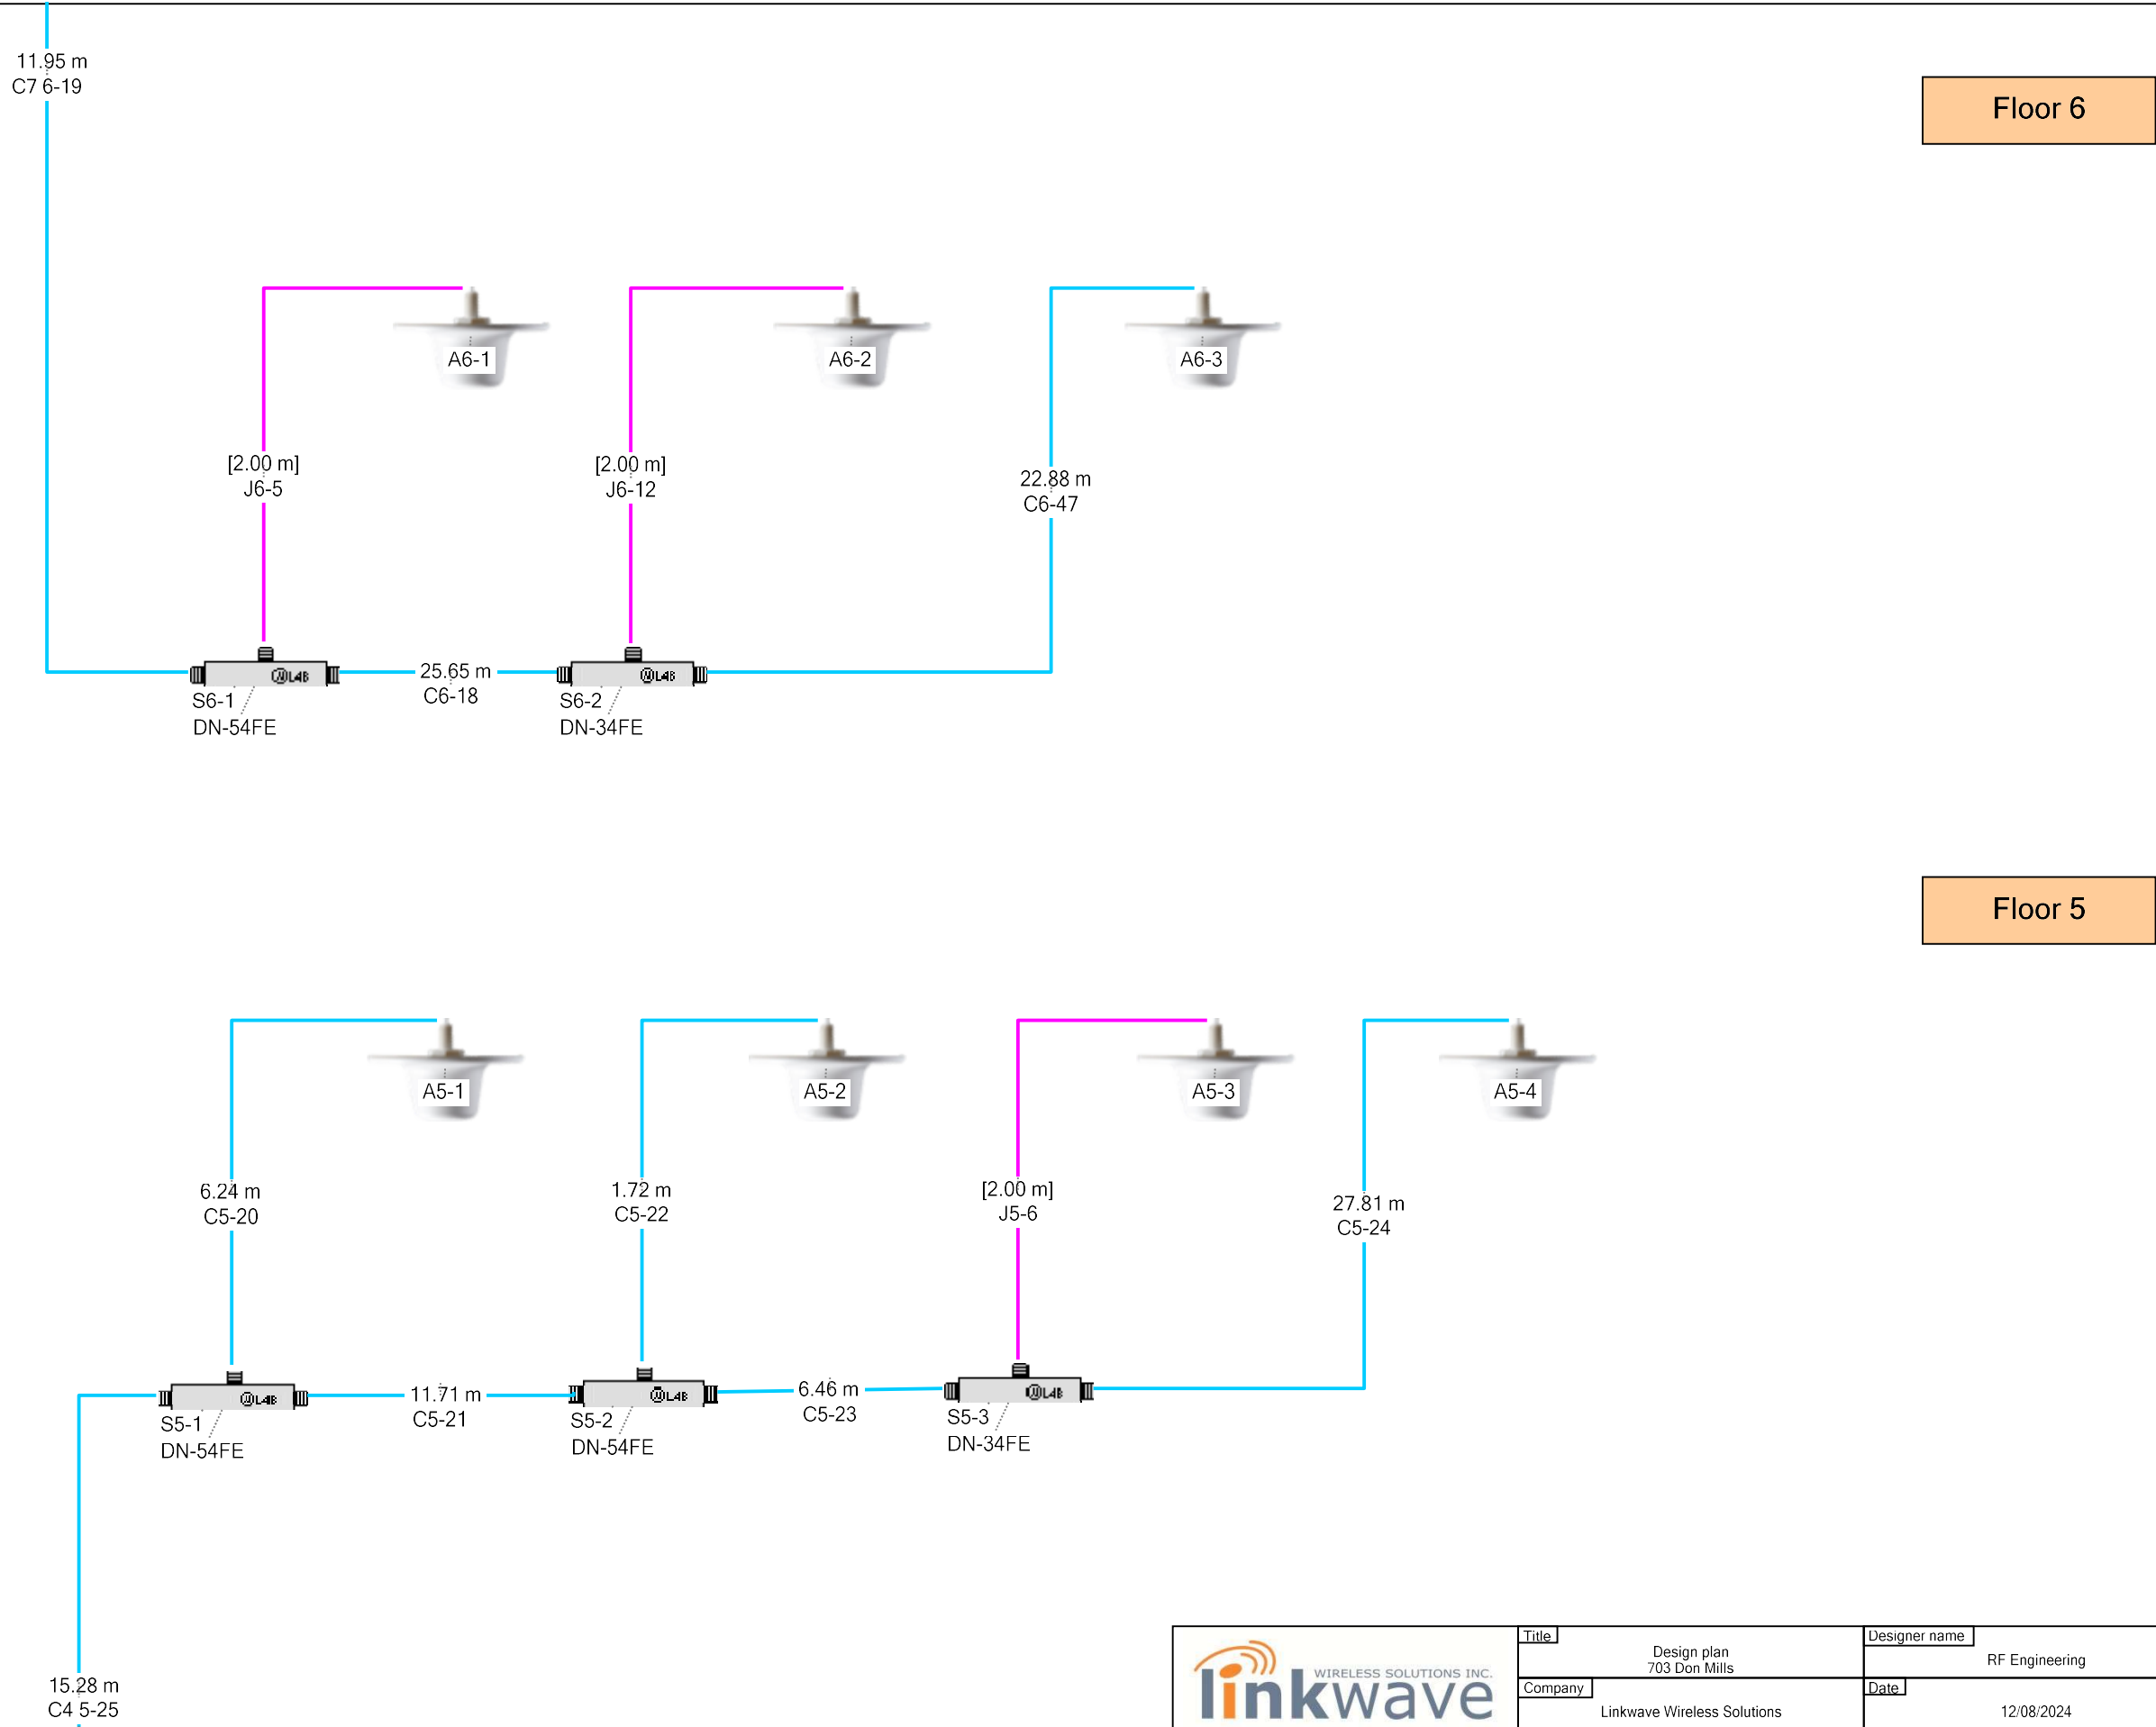 11.95 m
C7 6-19
Floor 6
A6-1
A6-2
A6-3
[2.00 m]
J6-5
[2.00 m]
J6-12
22.88 m
C6-47
LAB
LAB
S6-1
DN-54FE
25.65 m
C6-18
S6-2
DN-34FE
Floor 5
A5-1
A5-2
A5-3
A5-4
6.24 m
C5-20
1.72 m
C5-22
[2.00 m]
J5-6
27.81 m
C5-24
LAB
LAB
LAB
S5-1
DN-54FE
11.71 m
C5-21
S5-2
DN-54FE
6.46 m
C5-23
S5-3
DN-34FE
15.28 m
C4 5-25
WIRELESS SOLUTIONS INC.
linkwave
Title
Design plan
703 Don Mills
Designer name
RF Engineering
Company
Linkwave Wireless Solutions
Date
12/08/2024